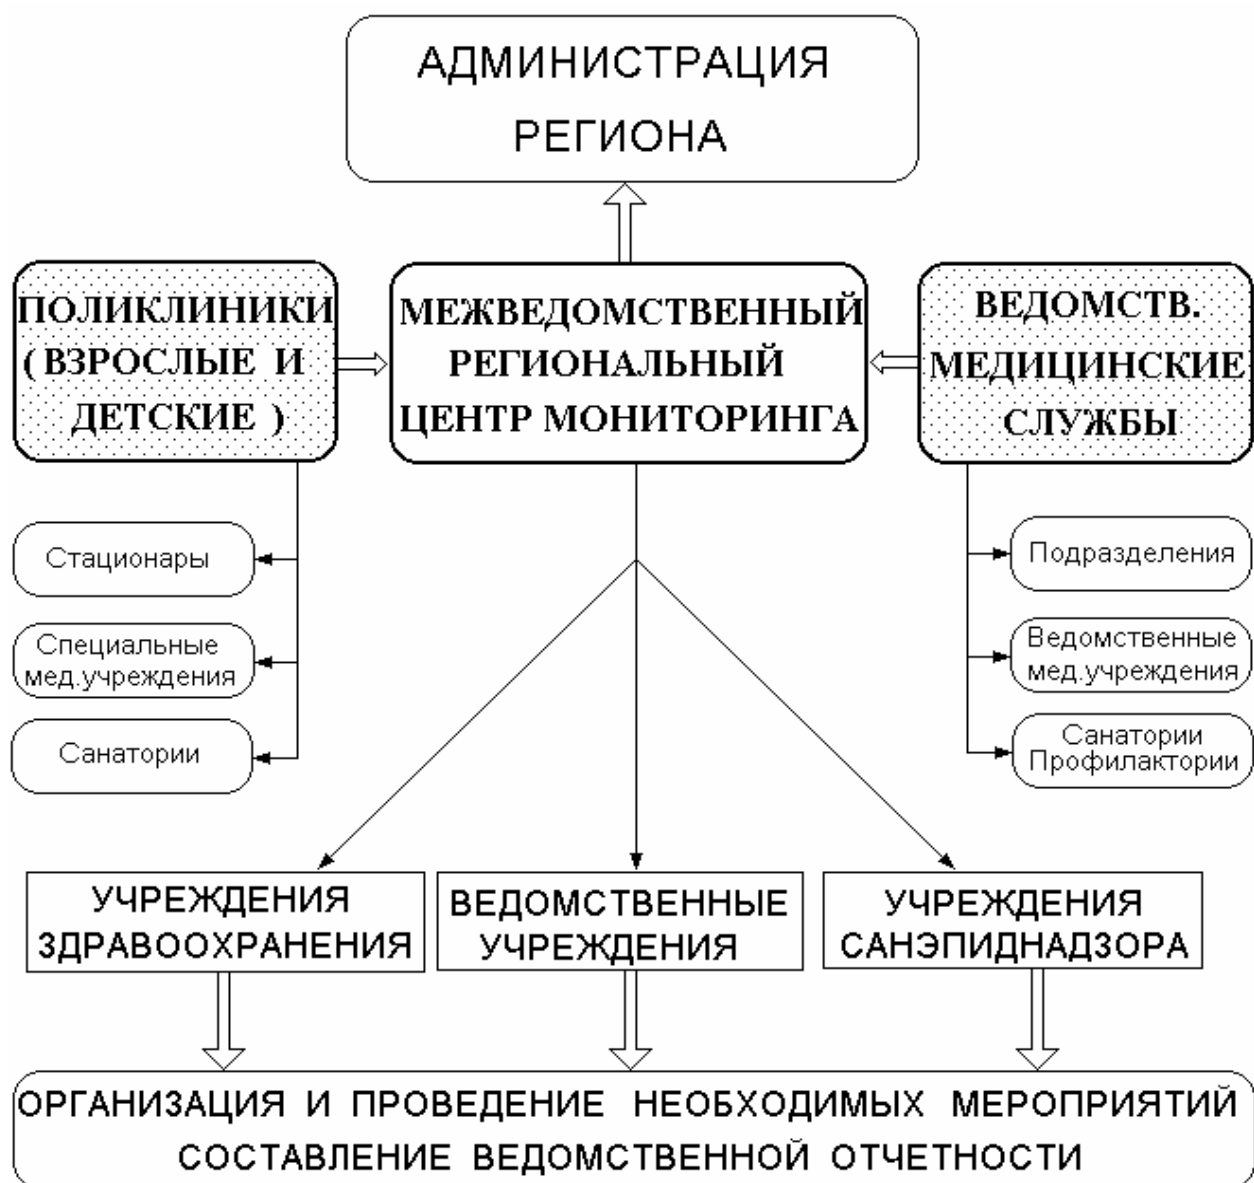 АДМИНИСТРАЦИЯ
РЕГИОНА
ПОЛИКЛИНИКИ
( ВЗРОСЛЫЕ И
ДЕТСКИЕ )
МЕЖВЕДОМСТВЕННЫЙ
РЕГИОНАЛЬНЫЙ
ЦЕНТР МОНИТОРИНГА
ВЕДОМСТВ.
МЕДИЦИНСКИЕ
СЛУЖБЫ
Стационары
Специальные
мед.учреждения
Санатории
Подразделения
Ведомственные
мед.учреждения
Санатории
Профилактории
УЧРЕЖДЕНИЯ
ЗДРАВООХРАНЕНИЯ
ВЕДОМСТВЕННЫЕ
УЧРЕЖДЕНИЯ
УЧРЕЖДЕНИЯ
САНЭПИДНАДЗОРА
ОРГАНИЗАЦИЯ И ПРОВЕДЕНИЕ НЕОБХОДИМЫХ МЕРОПРИЯТИЙ
СОСТАВЛЕНИЕ ВЕДОМСТВЕННОЙ ОТЧЕТНОСТИ